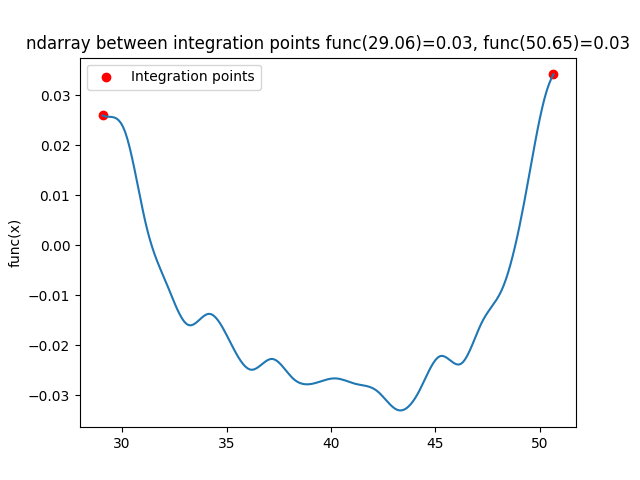 ndarray between integration points func(29.06)=0.03, func(50.65)=0.03
Integration points
func(x)
0.03
0.02
0.01
0.00
−0.01
−0.02
−0.03
30 35 40 45 50